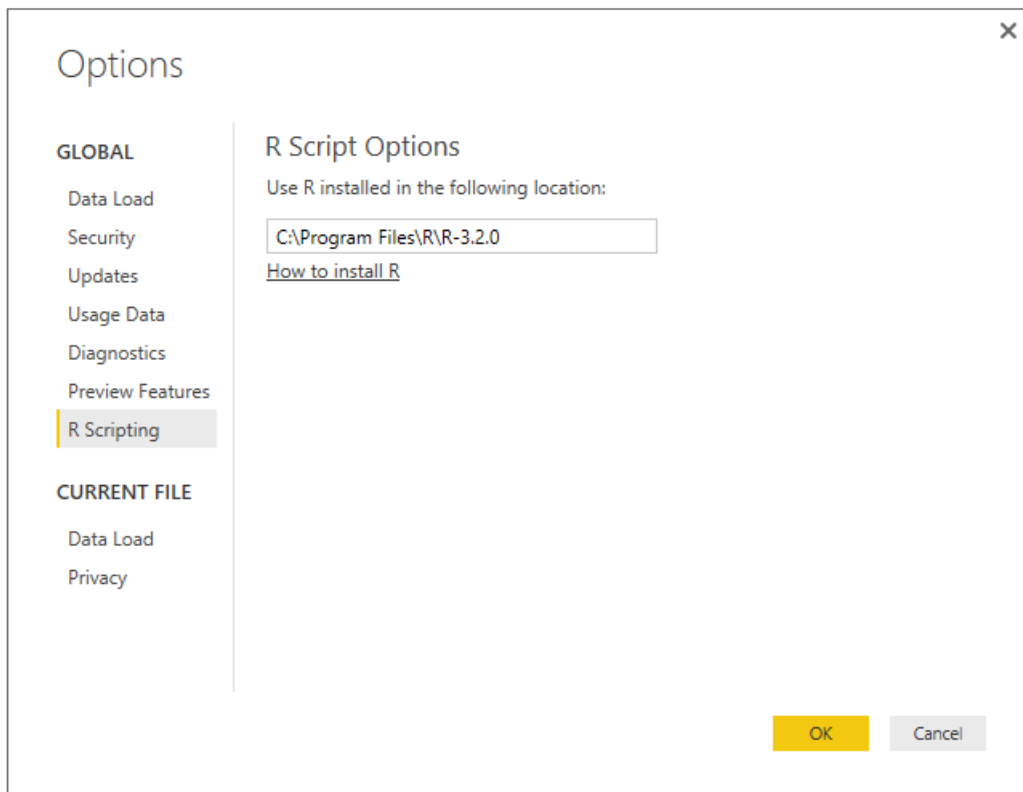 Options
GLOBAL
Data Load
Security
Updates
Usage Data
Diagnostics
Preview Features
R Scripting
CURRENT FILE
Data Load
Privacy
R Script Options
Use R installed in the following location:
C:\Program Files\R\R-3.2.0
How to install R
OK
Cancel